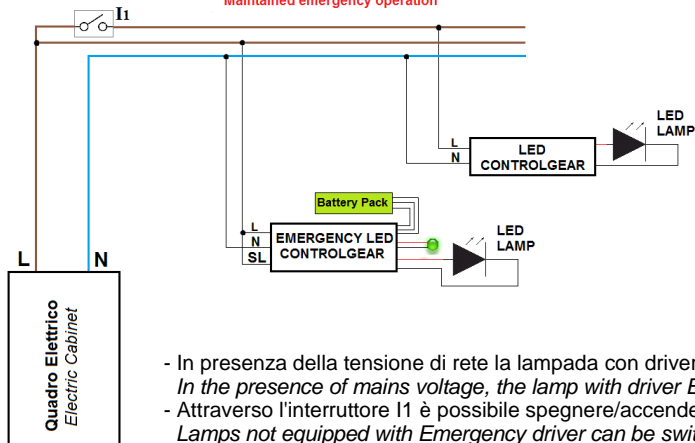 Maintained emergency operation
I1
LED
LAMP
L
N
LED
CONTROLGEAR
Battery Pack
L
N
SL
EMERGENCY LED
CONTROLGEAR
LED
LAMP
L
N
Quadro Elettrico
Electric Cabinet
- In presenza della tensione di rete la lampada con driver
In the presence of mains voltage, the lamp with driver
- Attraverso l'interruttore I1 è possibile spegnere/accende
Lamps not equipped with Emergency driver can be swit